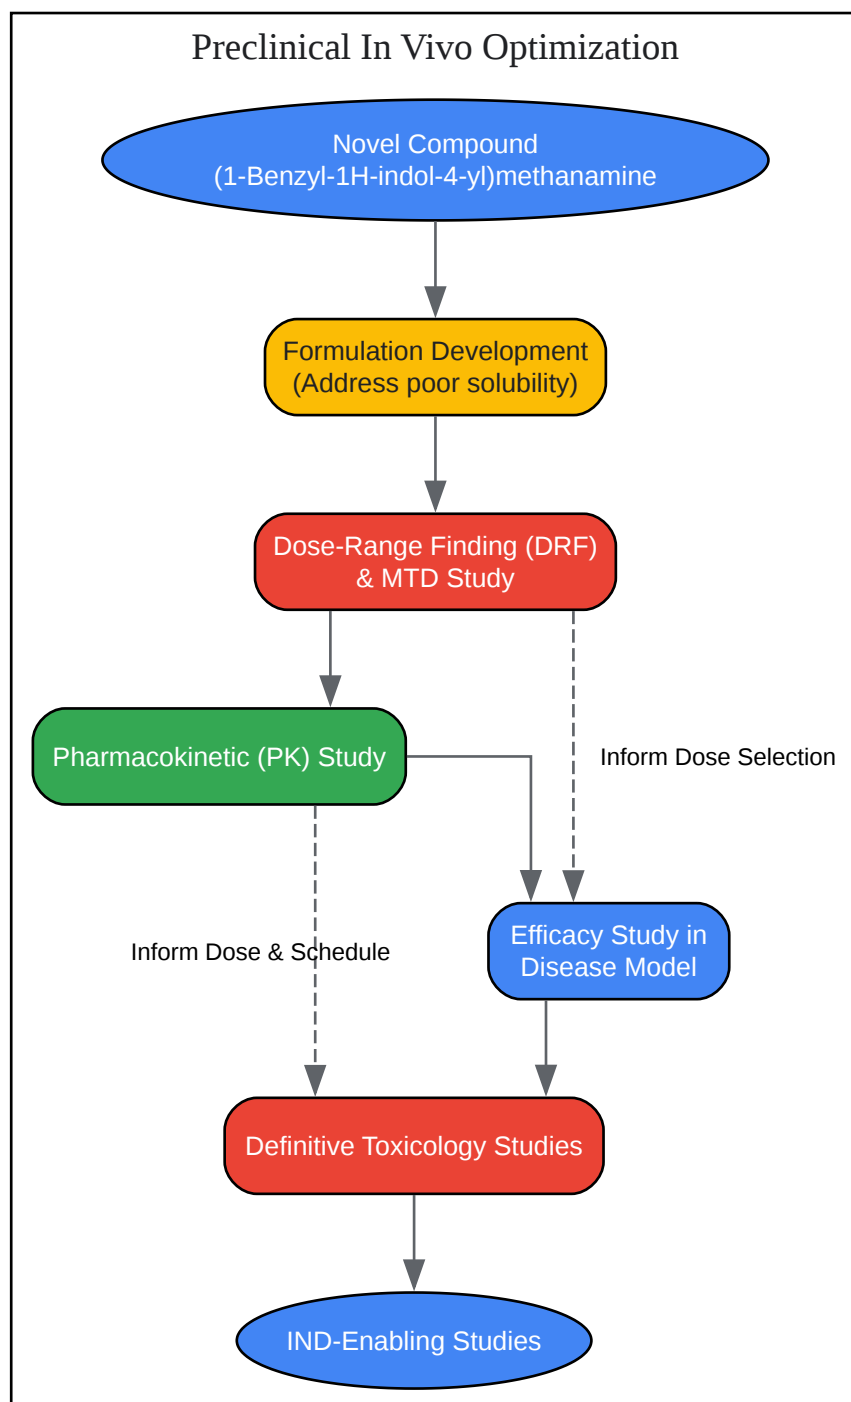 Preclinical In Vivo Optimization
Novel Compound
(1-Benzyl-1H-indol-4-yl)methanamine
Formulation Development
(Address poor solubility)
Dose-Range Finding (DRF)
& MTD Study
Pharmacokinetic (PK) Study
Inform Dose Selection
Efficacy Study in
Disease Model
Inform Dose & Schedule
Definitive Toxicology Studies
IND-Enabling Studies